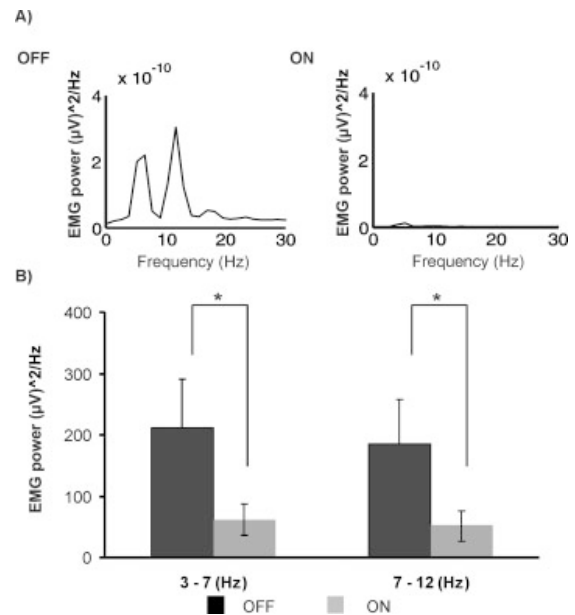 A)
OFF
ON
x 10^-10
x 10^-10
EMG power (µV)^2/Hz
4
2
0
0 10 20 30
Frequency (Hz)
EMG power (µV)^2/Hz
4
2
0
0 10 20 30
Frequency (Hz)
B)
EMG power (µV)^2/Hz
400
300
200
100
0
* *
3 - 7 (Hz) 7 - 12 (Hz)
OFF ON